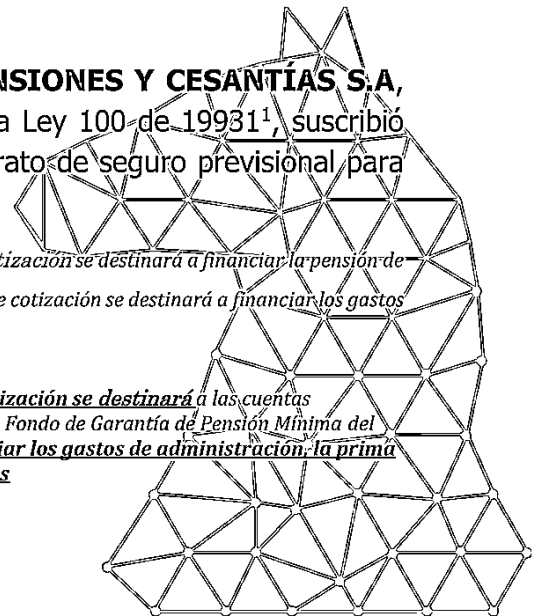 NSIONES Y CESANTÍAS S.A,
a Ley 100 de 19931¹, suscribió
rato de seguro previsional para
tización se destinará a financiar la pensión de
e cotización se destinará a financiar los gastos
ización se destinará a las cuentas
Fondo de Garantía de Pensión Mínima del
iar los gastos de administración, la prima
s